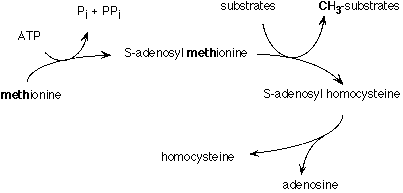 substrates
CH3-substrates
Pi + PPi
ATP
S-adenosyl methionine
methionine
S-adenosyl homocysteine
homocysteine
adenosine